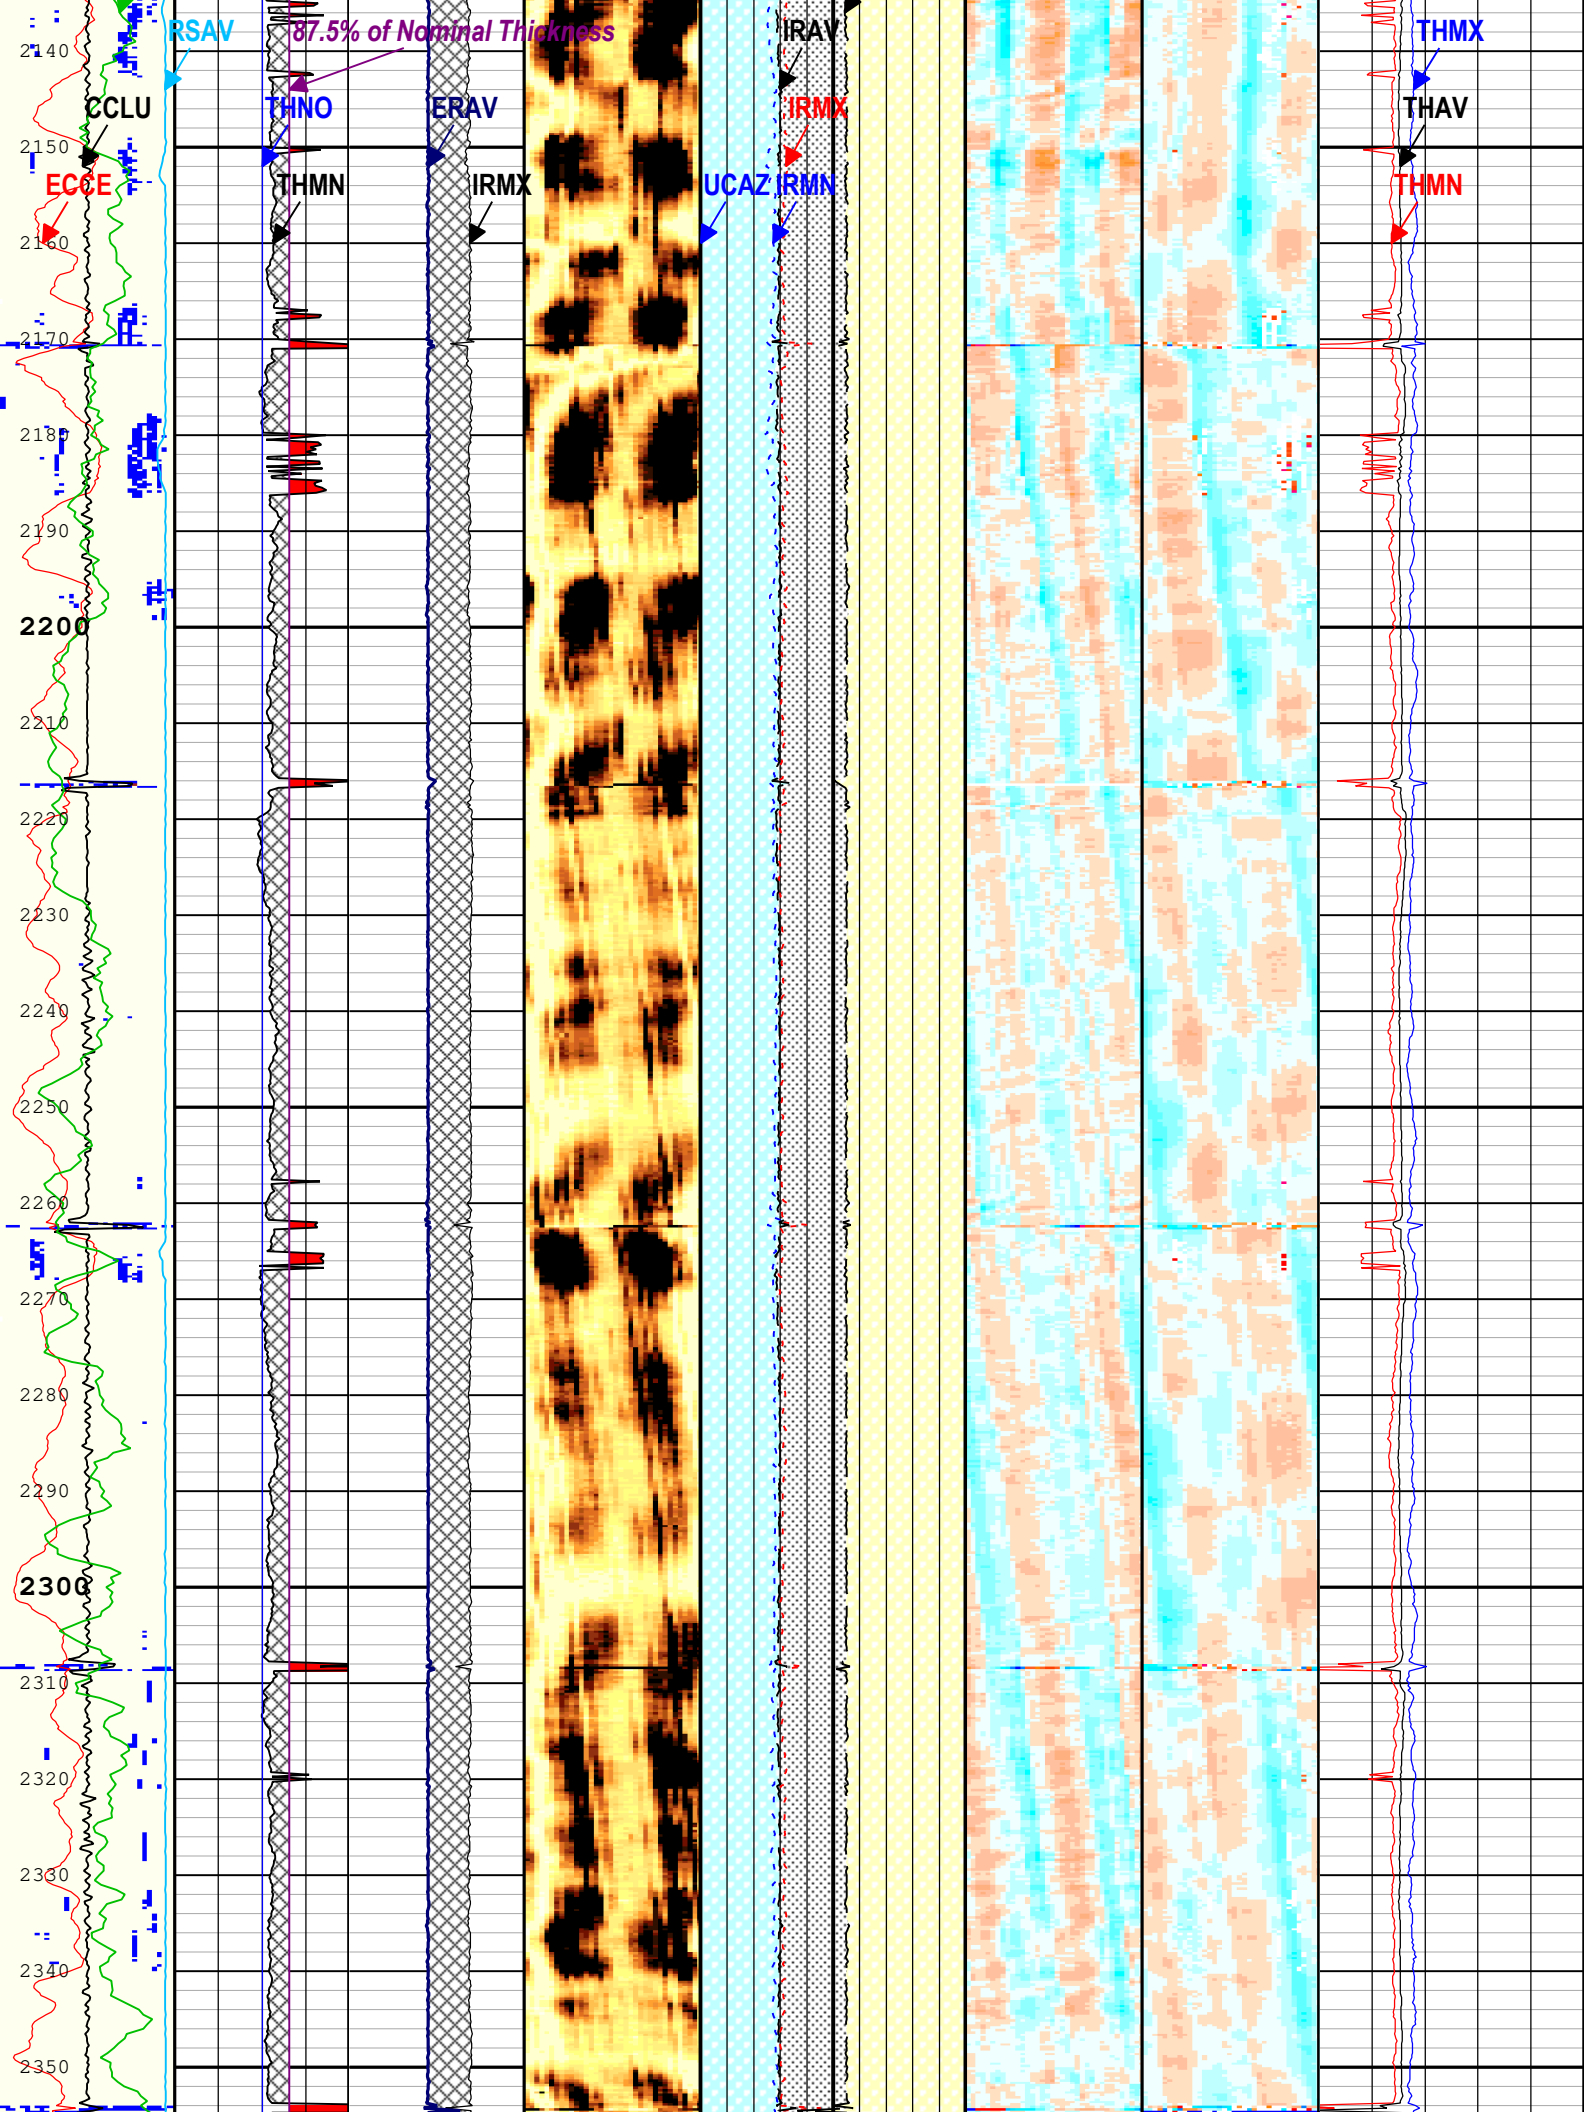 RSAV
87.5% of Nominal Thickness
IRAV
THMX
2140
CCLU
THNO
ERAV
IRMX
THAV
2150
ECCE
THMN
IRMX
UCAZ
IRMN
THMN
2160
2170
2180
2190
2200
2210
2220
2230
2240
2250
2260
2270
2280
2290
2300
2310
2320
2330
2340
2350